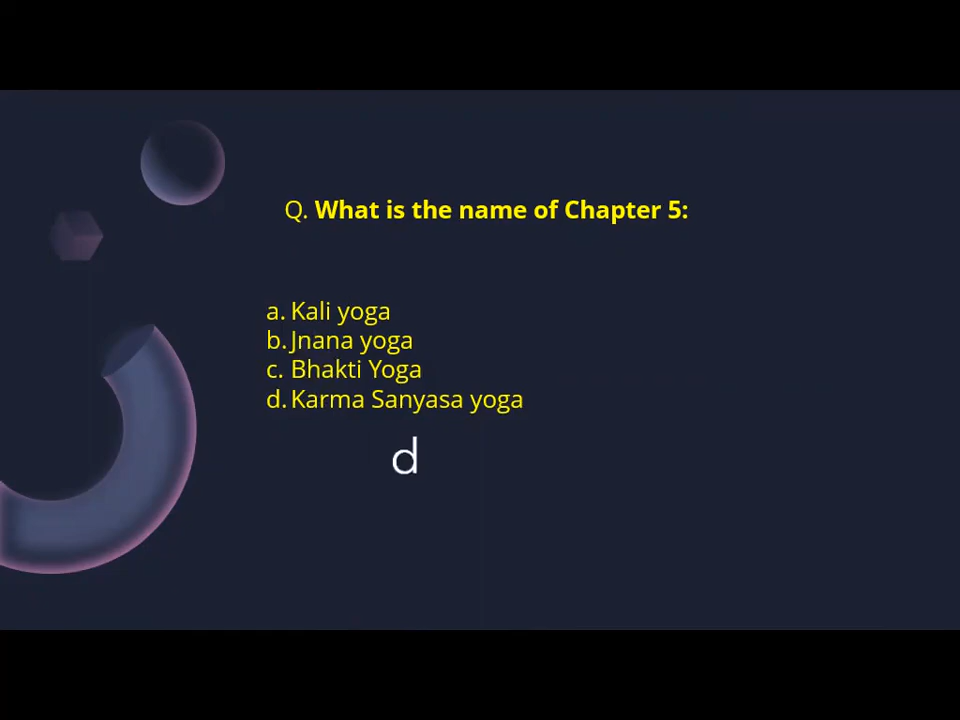 Q. What is the name of Chapter 5:
a. Kali yoga
b. Jnana yoga
c. Bhakti Yoga
d. Karma Sanyasa yoga
d